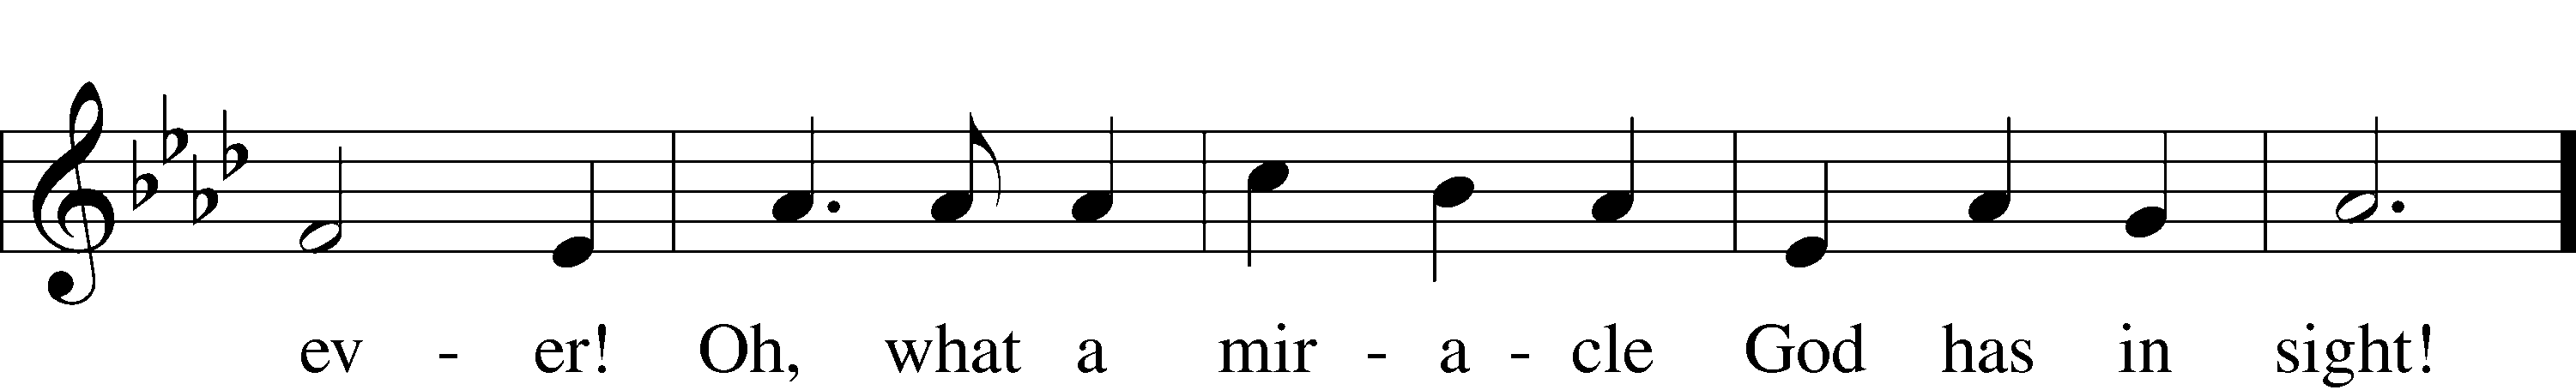 ev - er! Oh, what a mir - a - cle God has in sight!